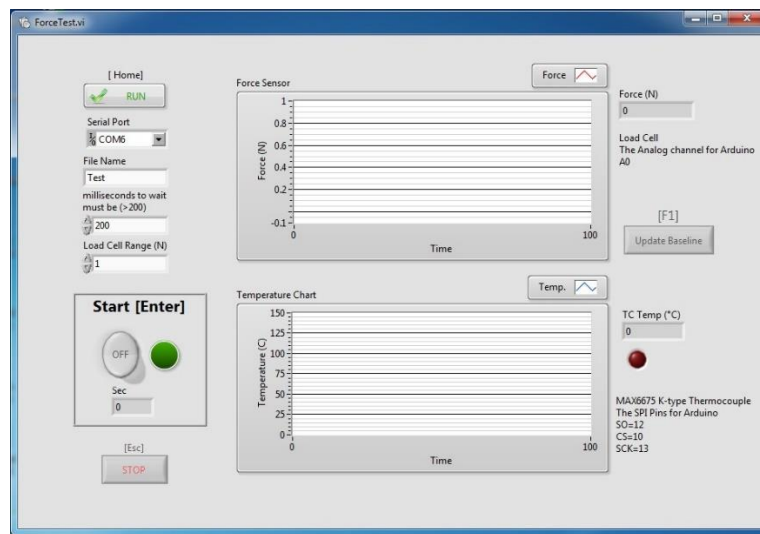 ForceTest.vi
[ Home]
RUN
Serial Port
COM6
File Name
Test
milliseconds to wait
must be (>200)
200
Load Cell Range (N)
1
Start [Enter]
OFF
Sec
0
[Esc]
STOP
Force Sensor
Force
Force (N)
1
0.8
0.6
0.4
0.2
-0.1
0
100
Time
Force (N)
0
Load Cell
The Analog channel for Arduino
A0
[F1]
Update Baseline
Temperature Chart
Temp.
Temperature (C)
150
125
100
75
50
25
0
0
100
Time
TC Temp (°C)
0
MAX6675 K-type Thermocouple
The SPI Pins for Arduino
SO=12
CS=10
SCK=13